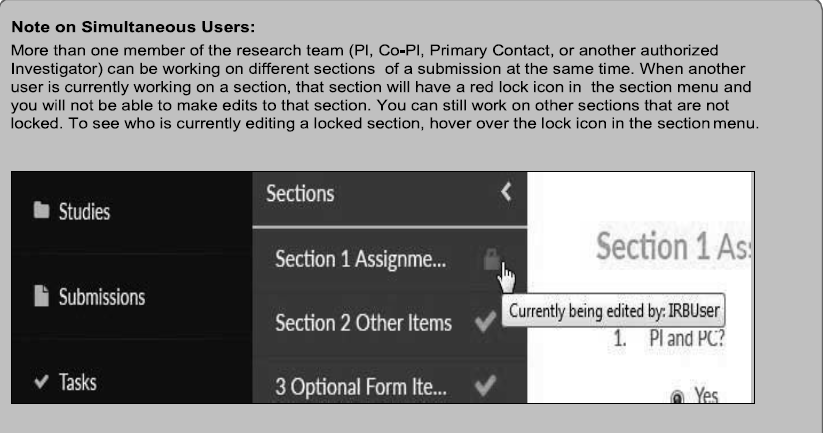 Note on Simultaneous Users:
More than one member of the research team (PI, Co-PI, Primary Contact, or another authorized
Investigator) can be working on different sections of a submission at the same time. When another
user is currently working on a section, that section will have a red lock icon in the section menu and
you will not be able to make edits to that section. You can still work on other sections that are not
locked. To see who is currently editing a locked section, hover over the lock icon in the section menu.
Studies
Submissions
Tasks
Sections
Section 1 Assignme...
Section 2 Other Items
3 Optional Form Ite...
Section 1 Ass
Currently being edited by: IRBUser
1. PI and PC?
Yes